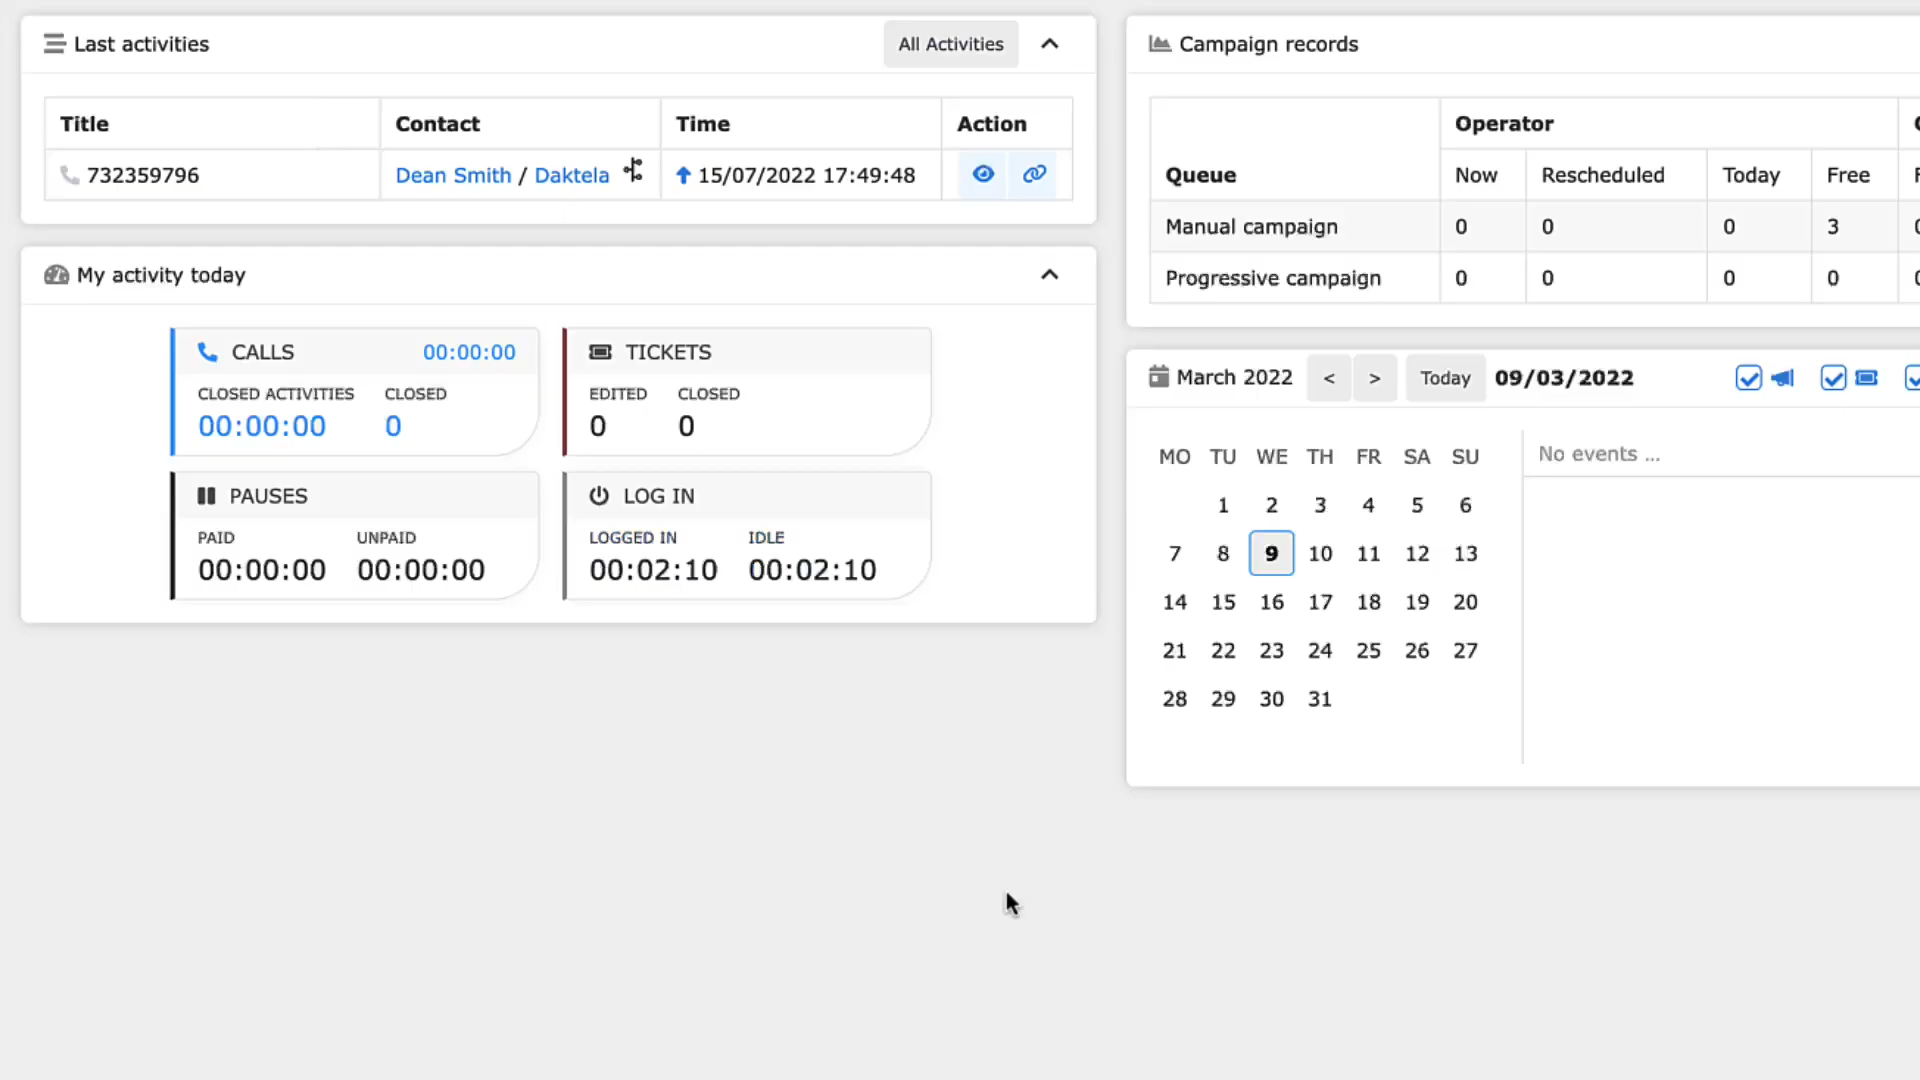 Last activities
All Activities
Title Contact Time Action
732359796 Dean Smith / Daktela 15/07/2022 17:49:48
My activity today
CALLS 00:00:00
CLOSED ACTIVITIES CLOSED
00:00:00 0
TICKETS
EDITED CLOSED
0 0
PAUSES
PAID UNPAID
00:00:00 00:00:00
LOG IN
LOGGED IN IDLE
00:02:10 00:02:10
Campaign records
Operator
Queue Now Rescheduled Today Free
Manual campaign 0 0 0 3
Progressive campaign 0 0 0 0
March 2022 < > Today 09/03/2022
MO TU WE TH FR SA SU
1 2 3 4 5 6
7 8 9 10 11 12 13
14 15 16 17 18 19 20
21 22 23 24 25 26 27
28 29 30 31
No events ...